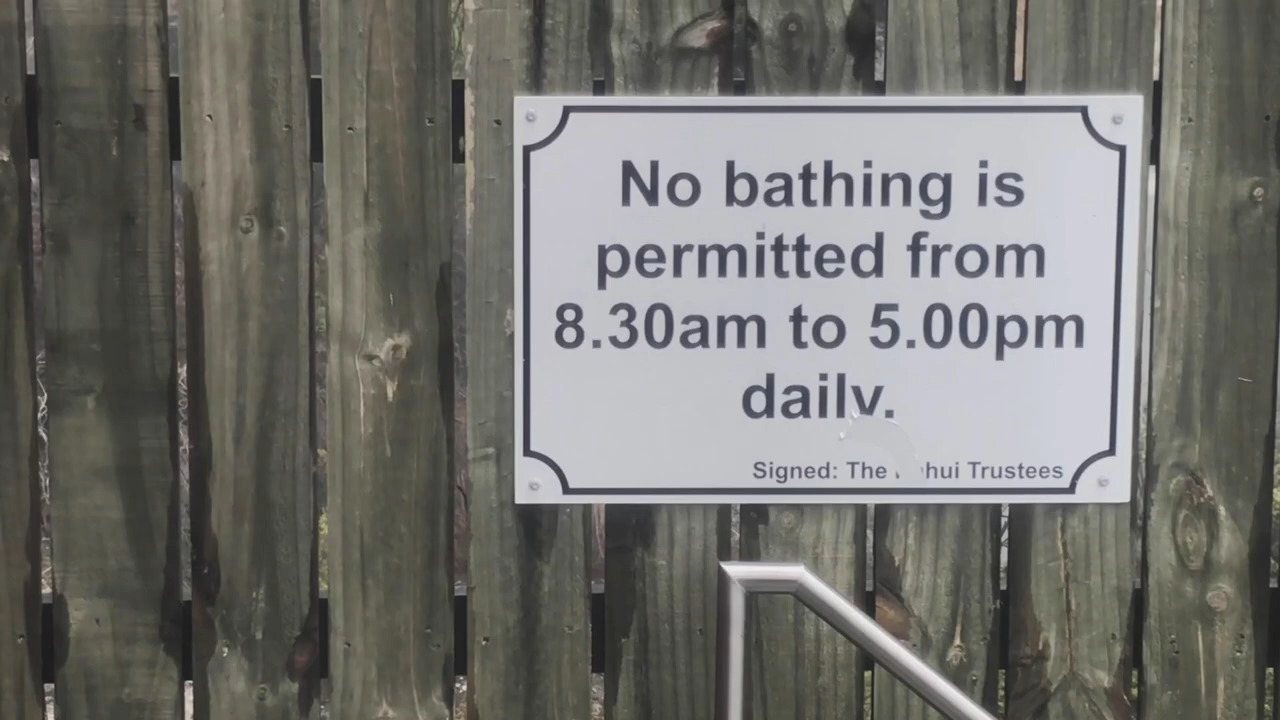 No bathing is
permitted from
8.30am to 5.00pm
daily.
Signed: The Trustees